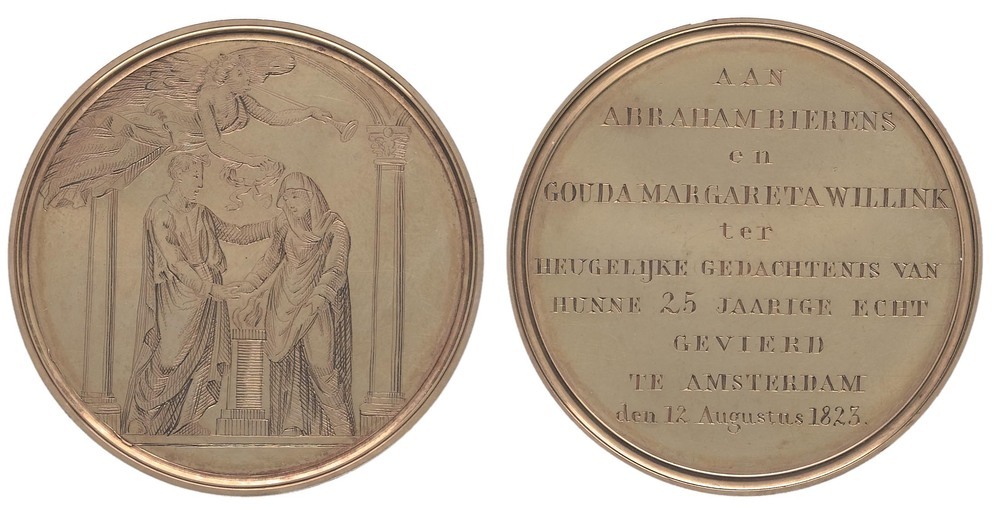 AAN
ABRAHAM BIERENS
en
GOUDA MARGARETA WILLINK
ter
HEUGELIJKE GEDACHTENIS VAN
HUNNE 25 JAARIGE ECHT
GEVIERD
TE AMSTERDAM
den 12 Augustus 1823.